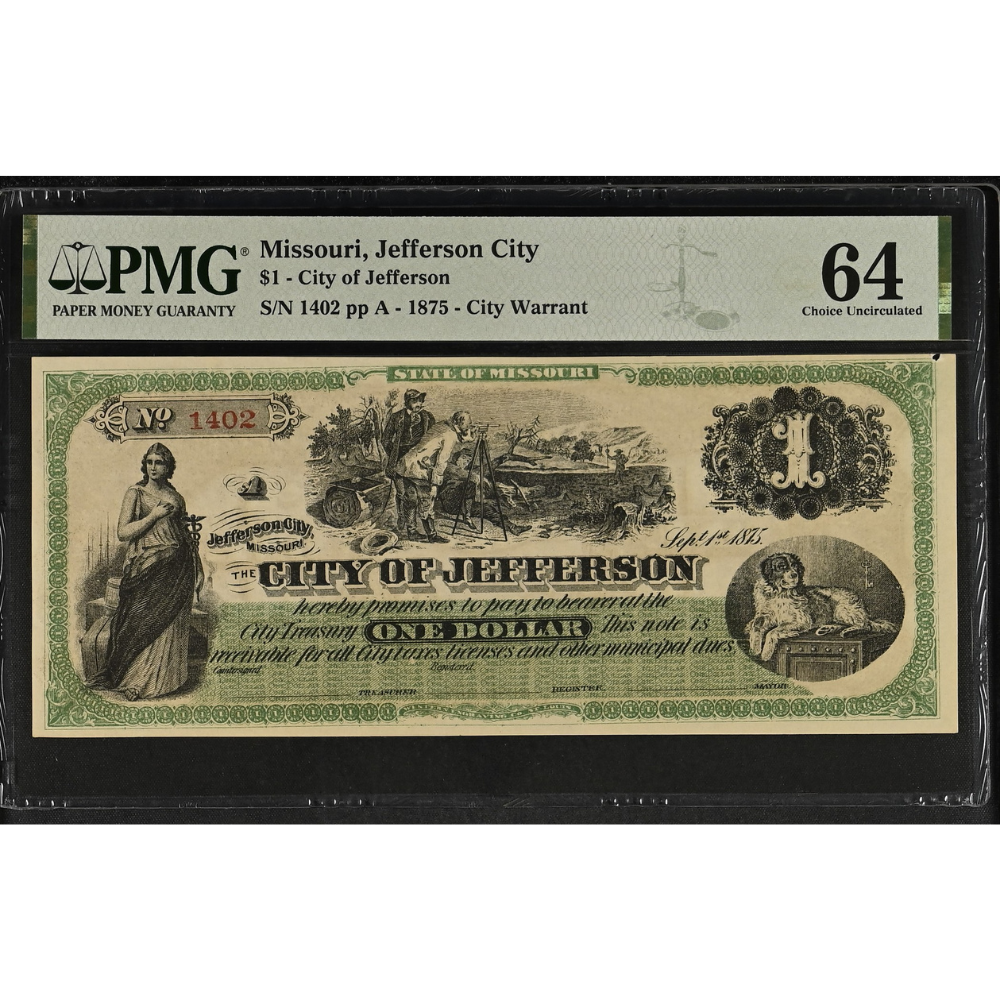 PMG®
PAPER MONEY GUARANTY
Missouri, Jefferson City
$1 - City of Jefferson
S/N 1402 pp A - 1875 - City Warrant
64
Choice Uncirculated
STATE OF MISSOURI
No 1402
1
Jefferson City,
MISSOURI.
Sept. 1st 1875.
THE CITY OF JEFFERSON
hereby promises to pay to bearer at the
City Treasury ONE DOLLAR This note is
receivable for all City taxes licenses and other municipal dues.
Countersigned Registered
TREASURER REGISTER MAYOR